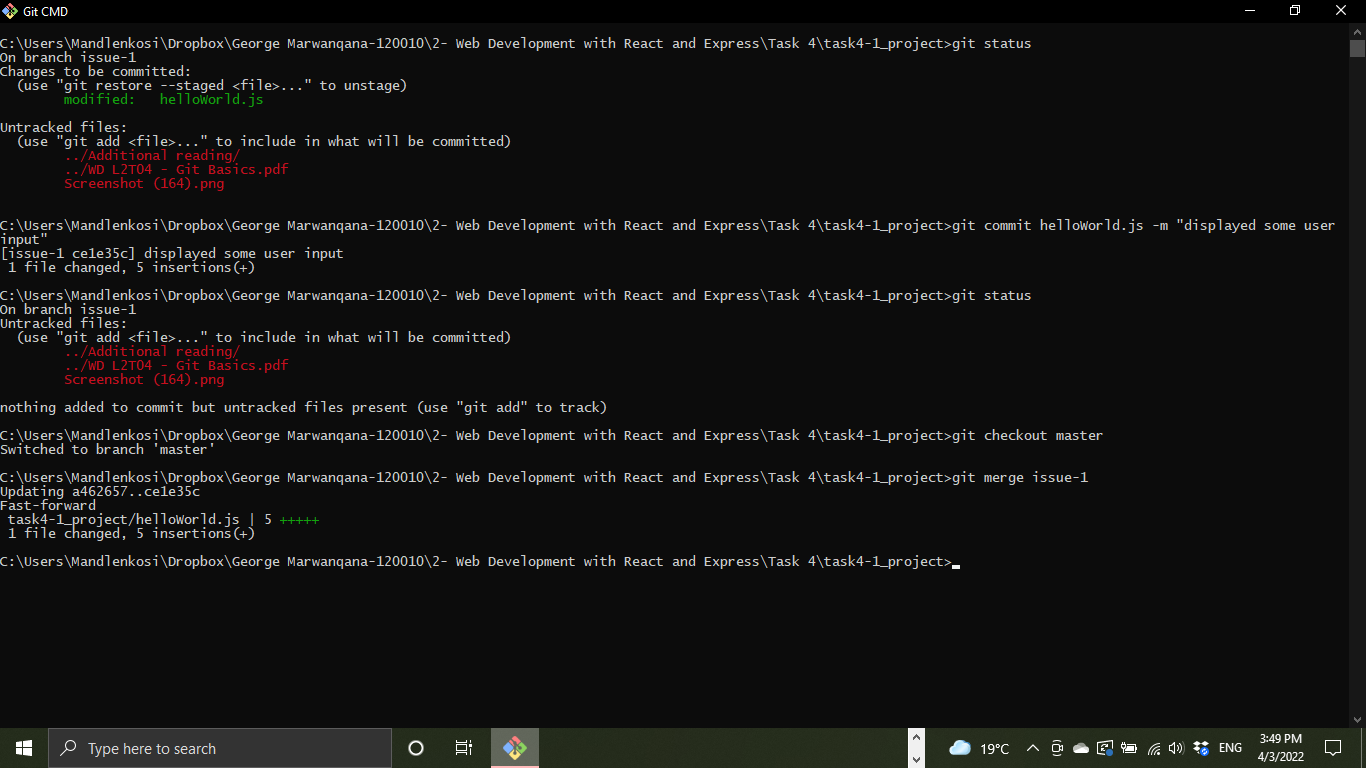 Git CMD
C:\Users\Mandlenkosi\Dropbox\George Marwanqana-120010\2- Web Development with React and Express\Task 4\task4-1_project>git status
On branch issue-1
Changes to be committed:
  (use "git restore --staged <file>..." to unstage)
        modified:   helloWorld.js
Untracked files:
  (use "git add <file>..." to include in what will be committed)
        ../Additional reading/
        ../WD L2T04 - Git Basics.pdf
        Screenshot (164).png
C:\Users\Mandlenkosi\Dropbox\George Marwanqana-120010\2- Web Development with React and Express\Task 4\task4-1_project>git commit helloWorld.js -m "displayed some user
input"
[issue-1 ce1e35c] displayed some user input
 1 file changed, 5 insertions(+)
C:\Users\Mandlenkosi\Dropbox\George Marwanqana-120010\2- Web Development with React and Express\Task 4\task4-1_project>git status
On branch issue-1
Untracked files:
  (use "git add <file>..." to include in what will be committed)
        ../Additional reading/
        ../WD L2T04 - Git Basics.pdf
        Screenshot (164).png
nothing added to commit but untracked files present (use "git add" to track)
C:\Users\Mandlenkosi\Dropbox\George Marwanqana-120010\2- Web Development with React and Express\Task 4\task4-1_project>git checkout master
Switched to branch 'master'
C:\Users\Mandlenkosi\Dropbox\George Marwanqana-120010\2- Web Development with React and Express\Task 4\task4-1_project>git merge issue-1
Updating a462657..ce1e35c
Fast-forward
 task4-1_project/helloWorld.js | 5 +++++
 1 file changed, 5 insertions(+)
C:\Users\Mandlenkosi\Dropbox\George Marwanqana-120010\2- Web Development with React and Express\Task 4\task4-1_project>
Type here to search
19°C
ENG
3:49 PM
4/3/2022